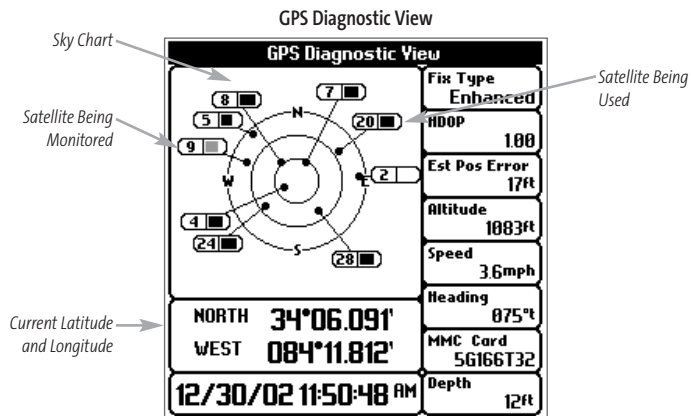 GPS Diagnostic View
Sky Chart
GPS Diagnostic View
Fix Type
Enhanced
Satellite Being
Used
7
8
N
20
HDOP
1.00
5
Satellite Being
Monitored
9
2
Est Pos Error
17ft
W
E
Altitude
1083ft
4
24
S
28
Speed
3.6mph
Heading
075°t
Current Latitude
and Longitude
NORTH 34°06.091'
WEST 084°11.812'
MMC Card
5G166T32
12/30/02 11:50:48 AM
Depth
12ft